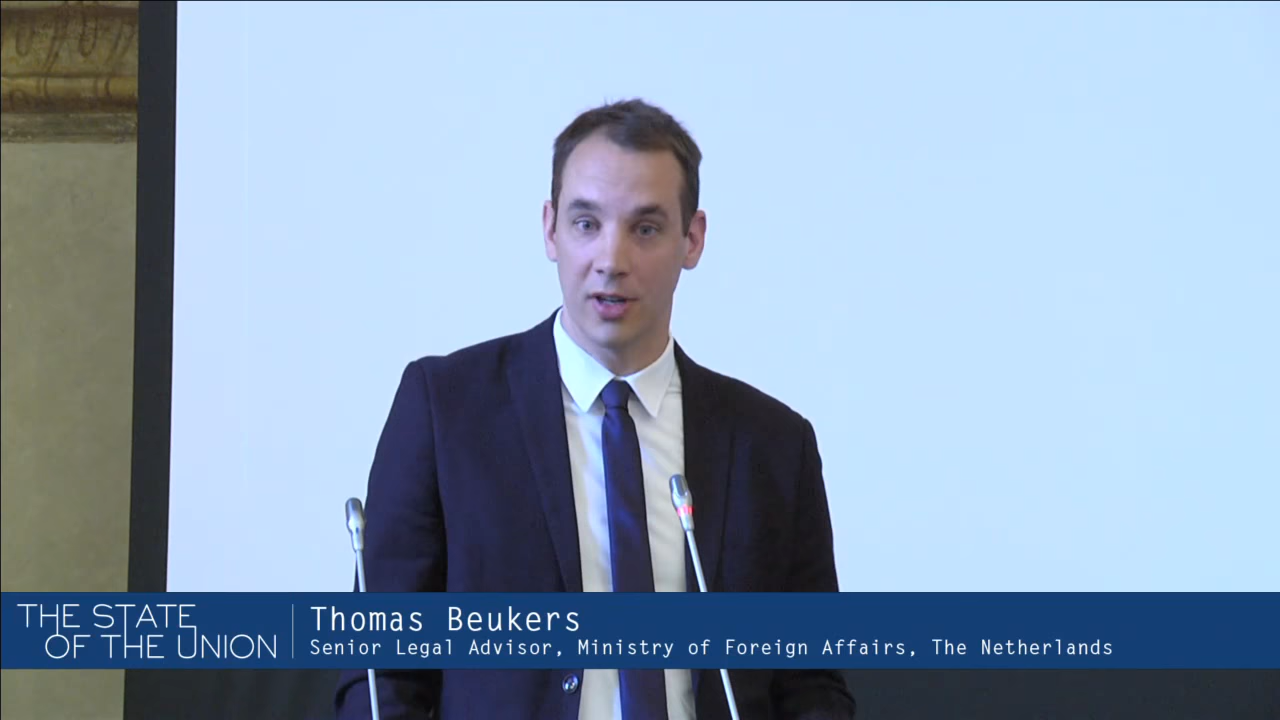 THE STATE
OF THE UNION
Thomas Beukers
Senior Legal Advisor, Ministry of Foreign Affairs, The Netherlands